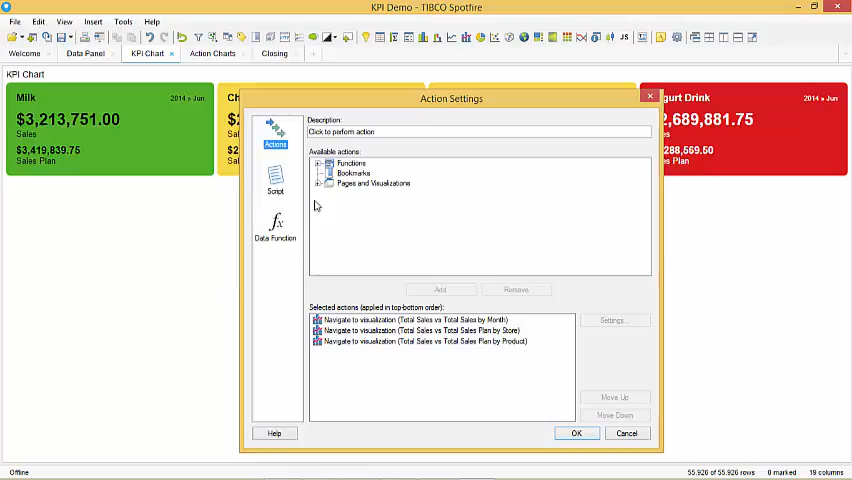 KPI Demo - TIBCO Spotfire
File Edit View Insert Tools Help
JS
Welcome Data Panel KPI Chart Action Charts Closing
KPI Chart
Milk 2014 » Jun
$3,213,751.00
Sales
$3,419,839.75
Sales Plan
Ch
$2
Sa
$2
Sa
gurt Drink 2014 » Jun
2,689,881.75
288,569.50
s Plan
Action Settings
Actions
Script
Data Function
Description:
Click to perform action
Available actions:
Functions
Bookmarks
Pages and Visualizations
Add Remove
Selected actions (applied in top-bottom order):
Navigate to visualization (Total Sales vs Total Sales by Month)
Navigate to visualization (Total Sales vs Total Sales Plan by Store)
Navigate to visualization (Total Sales vs Total Sales Plan by Product)
Settings...
Move Up
Move Down
Help OK Cancel
Offline 55.926 of 55.926 rows 0 marked 19 columns